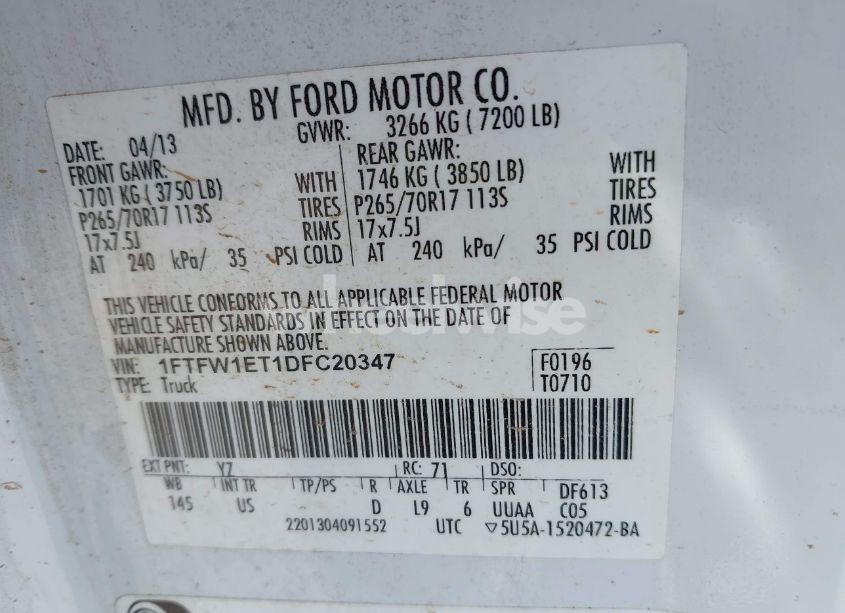 MFD. BY FORD MOTOR CO.
DATE: 04/13 GVWR: 3266 KG ( 7200 LB)
FRONT GAWR: REAR GAWR:
1701 KG ( 3750 LB) WITH 1746 KG ( 3850 LB) WITH
P265/70R17 113S TIRES P265/70R17 113S TIRES
17x7.5J RIMS 17x7.5J RIMS
AT 240 kPa/ 35 PSI COLD AT 240 kPa/ 35 PSI COLD
THIS VEHICLE CONFORMS TO ALL APPLICABLE FEDERAL MOTOR
VEHICLE SAFETY STANDARDS IN EFFECT ON THE DATE OF
MANUFACTURE SHOWN ABOVE.
VIN: 1FTFW1ET1DFC20347 F0196
TYPE: Truck T0710
EXT PNT: YZ RC: 71 DSO:
WB INT TR TP/PS R AXLE TR SPR DF613
145 US D L9 6 UUAA C05
2201304091552 UTC ▽5U5A-1520472-BA